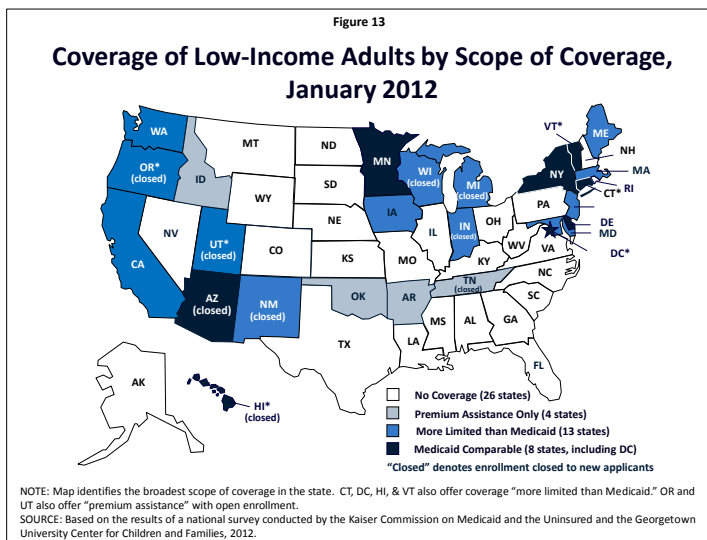 Figure 13
Coverage of Low-Income Adults by Scope of Coverage,
January 2012
WA
OR*
(closed)
CA
ID
NV
UT*
(closed)
AZ
(closed)
MT
WY
CO
NM
(closed)
ND
SD
NE
KS
OK
TX
MN
IA
MO
AR
LA
WI
(closed)
IL
MI
(closed)
IN
(closed)
OH
KY
TN
(closed)
MS
AL
GA
FL
SC
NC
VA
WV
PA
NY
VT*
ME
NH
MA
RI
CT*
DE
MD
DC*
AK
HI*
(closed)
No Coverage (26 states)
Premium Assistance Only (4 states)
More Limited than Medicaid (13 states)
Medicaid Comparable (8 states, including DC)
“Closed” denotes enrollment closed to new applicants
NOTE: Map identifies the broadest scope of coverage in the state. CT, DC, HI, & VT also offer coverage “more limited than Medicaid.” OR and
UT also offer “premium assistance” with open enrollment.
SOURCE: Based on the results of a national survey conducted by the Kaiser Commission on Medicaid and the Uninsured and the Georgetown
University Center for Children and Families, 2012.